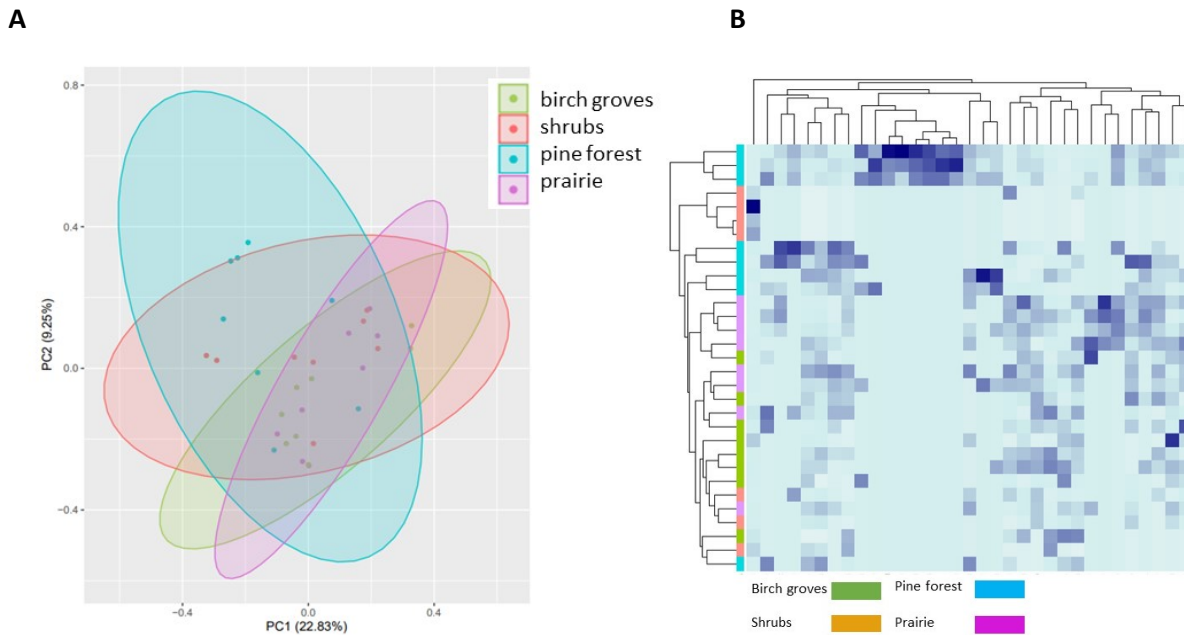 A
B
birch groves
shrubs
pine forest
prairie
0.8
0.4
0.0
−0.4
PC2 (9.25%)
−0.4
0.0
0.4
PC1 (22.83%)
Birch groves
Pine forest
Shrubs
Prairie